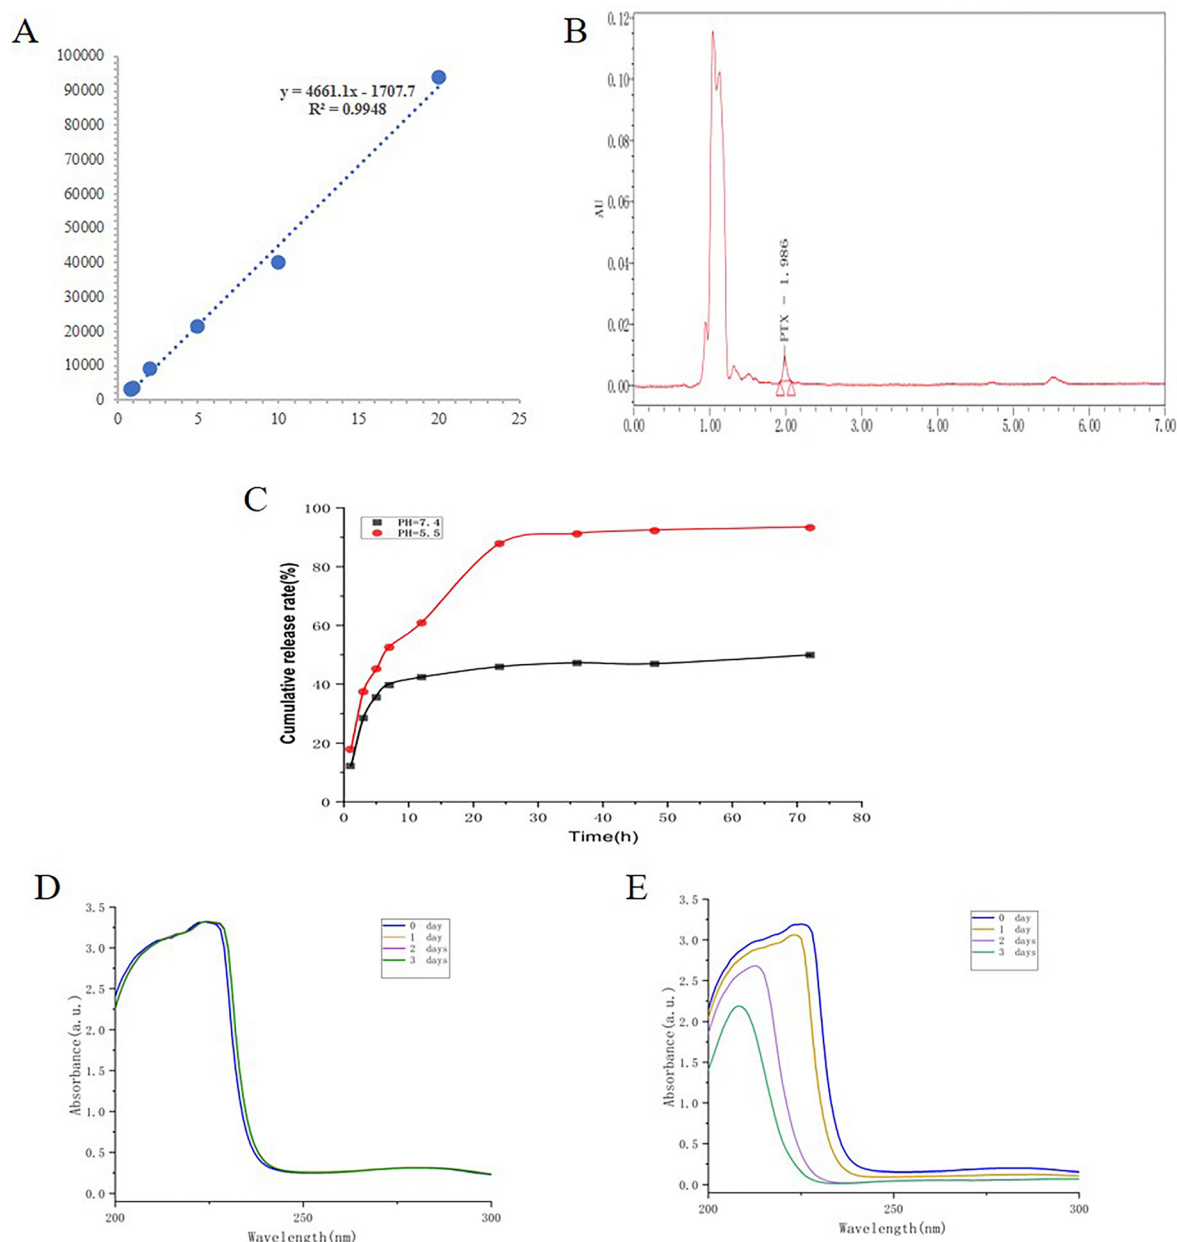 A
100000
90000
80000
70000
60000
50000
40000
30000
20000
10000
0
0 5 10 15 20 25
y = 4661.1x - 1707.7
R² = 0.9948
B
AU
0.12
0.10
0.08
0.06
0.04
0.02
0.00
PTX - 1.986
0.00 1.00 2.00 3.00 4.00 5.00 6.00 7.00
C
Cumulative release rate(%)
100
80
60
40
20
0
PH=7.4
PH=5.5
0 10 20 30 40 50 60 70 80
Time(h)
D
Absorbance(a.u.)
3.5
3.0
2.5
2.0
1.5
1.0
0.5
0.0
0 day
1 day
2 days
3 days
200 250 300
Wavelength(nm)
E
Absorbance(a.u.)
3.5
3.0
2.5
2.0
1.5
1.0
0.5
0.0
0 day
1 day
2 days
3 days
200 250 300
Wavelength(nm)